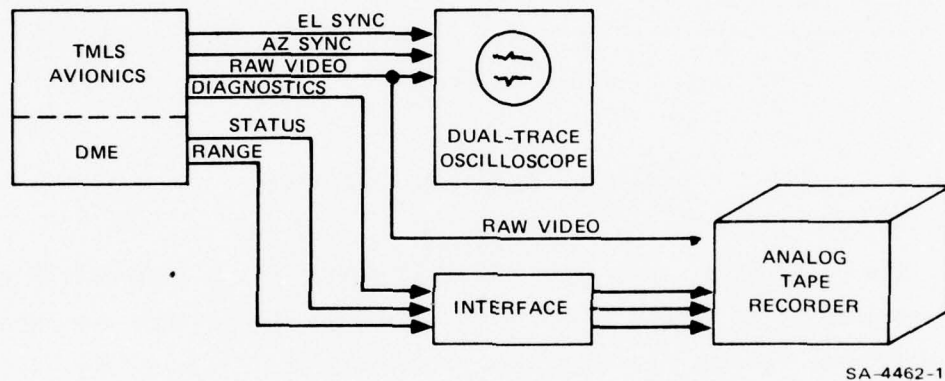 TMLS
AVIONICS
DME
EL SYNC
AZ SYNC
RAW VIDEO
DIAGNOSTICS
STATUS
RANGE
DUAL-TRACE
OSCILLOSCOPE
RAW VIDEO
INTERFACE
ANALOG
TAPE
RECORDER
SA-4462-1